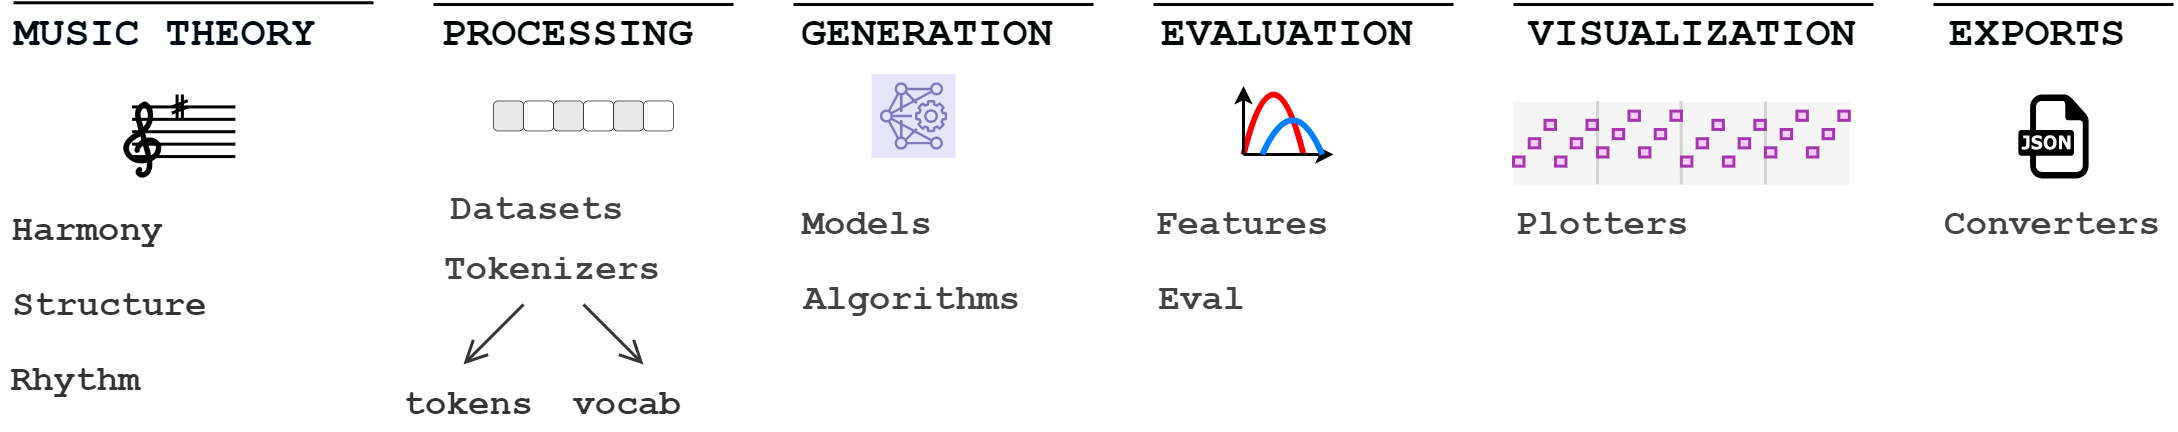 MUSIC THEORY
Harmony
Structure
Rhythm
PROCESSING
Datasets
Tokenizers
tokens vocab
GENERATION
Models
Algorithms
EVALUATION
Features
Eval
VISUALIZATION
Plotters
EXPORTS
JSON
Converters